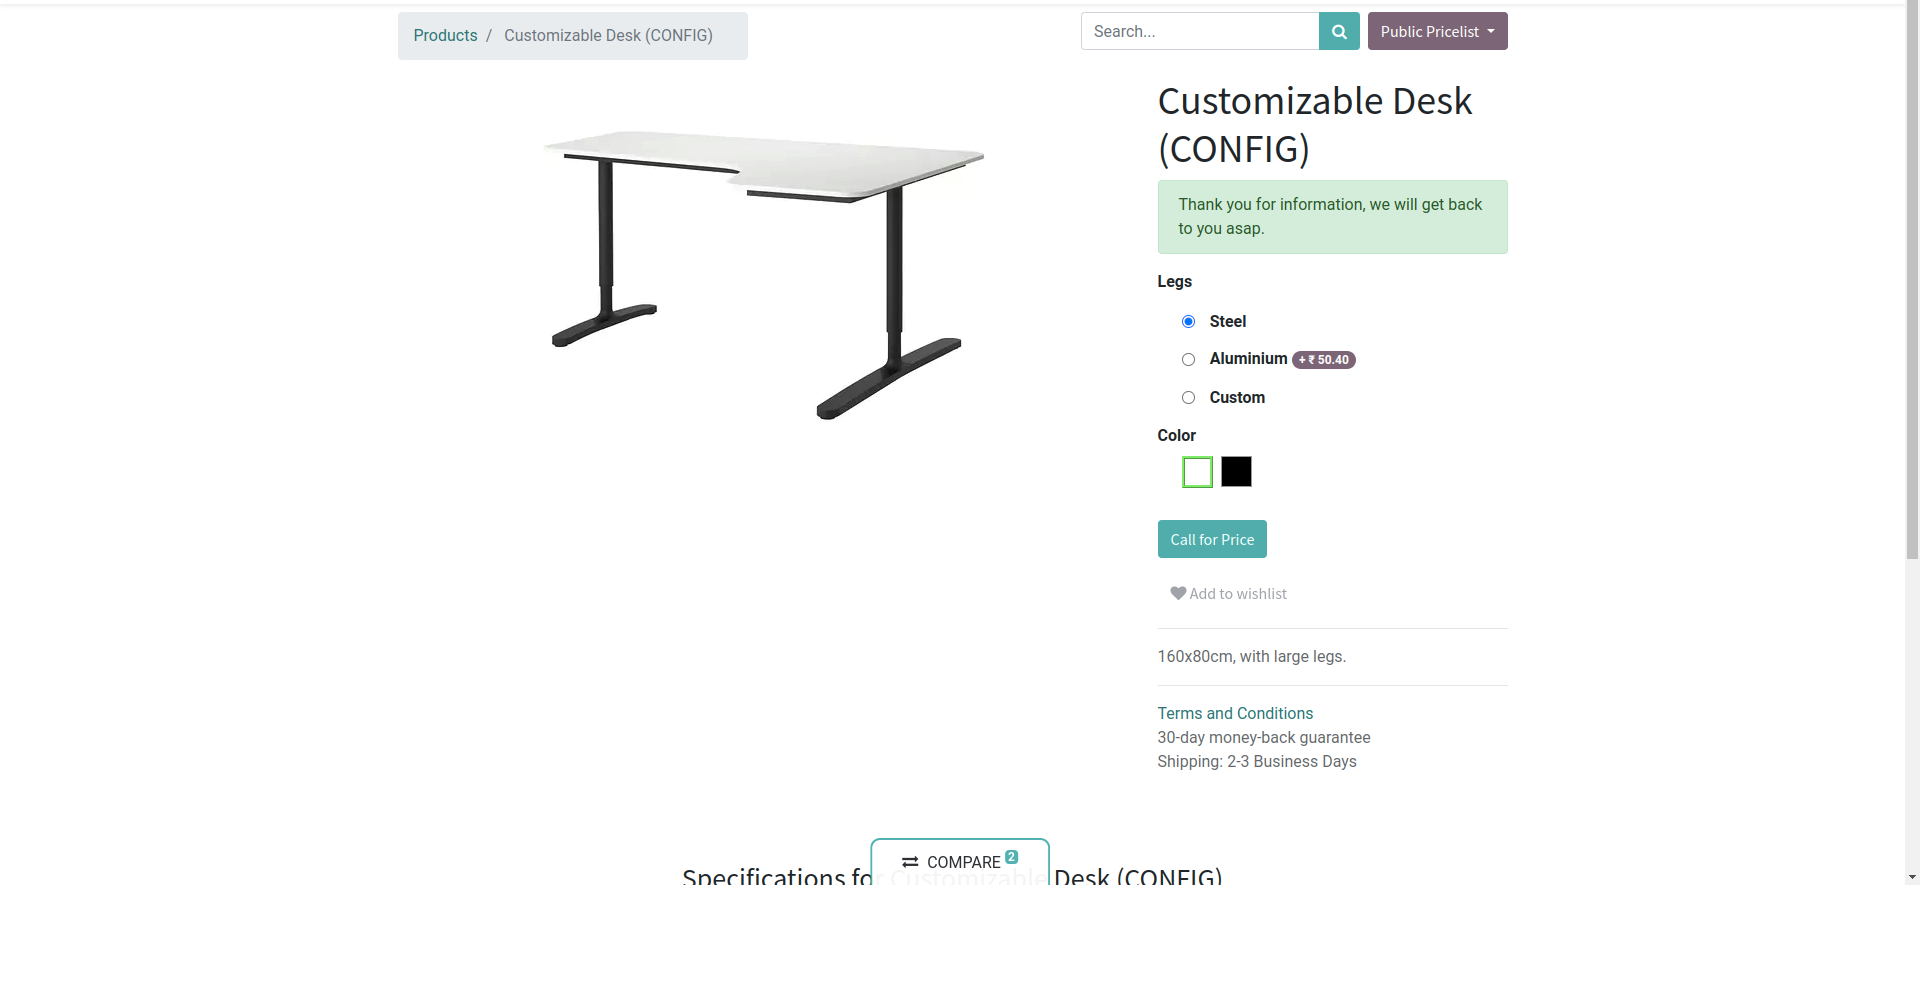 Products / Customizable Desk (CONFIG)
Search...
Public Pricelist
Customizable Desk
(CONFIG)
Thank you for information, we will get back
to you asap.
Legs
Steel
Aluminium + ₹ 50.40
Custom
Color
Call for Price
Add to wishlist
160x80cm, with large legs.
Terms and Conditions
30-day money-back guarantee
Shipping: 2-3 Business Days
COMPARE 2
Specifications for Customizable Desk (CONFIG)